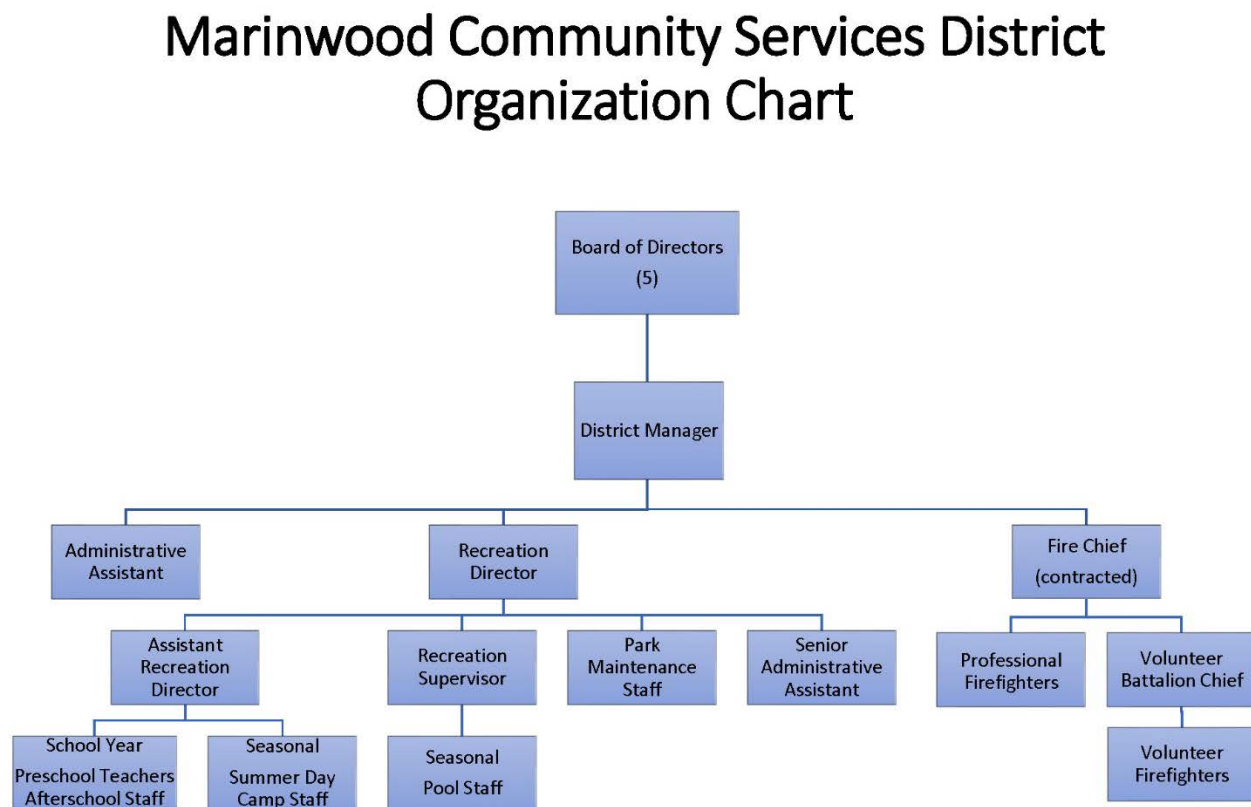 Marinwood Community Services District
Organization Chart
Board of Directors
(5)
District Manager
Administrative
Assistant
Recreation
Director
Fire Chief
(contracted)
Assistant
Recreation
Director
Recreation
Supervisor
Park
Maintenance
Staff
Senior
Administrative
Assistant
Professional
Firefighters
Volunteer
Battalion Chief
School Year
Preschool Teachers
Afterschool Staff
Seasonal
Summer Day
Camp Staff
Seasonal
Pool Staff
Volunteer
Firefighters